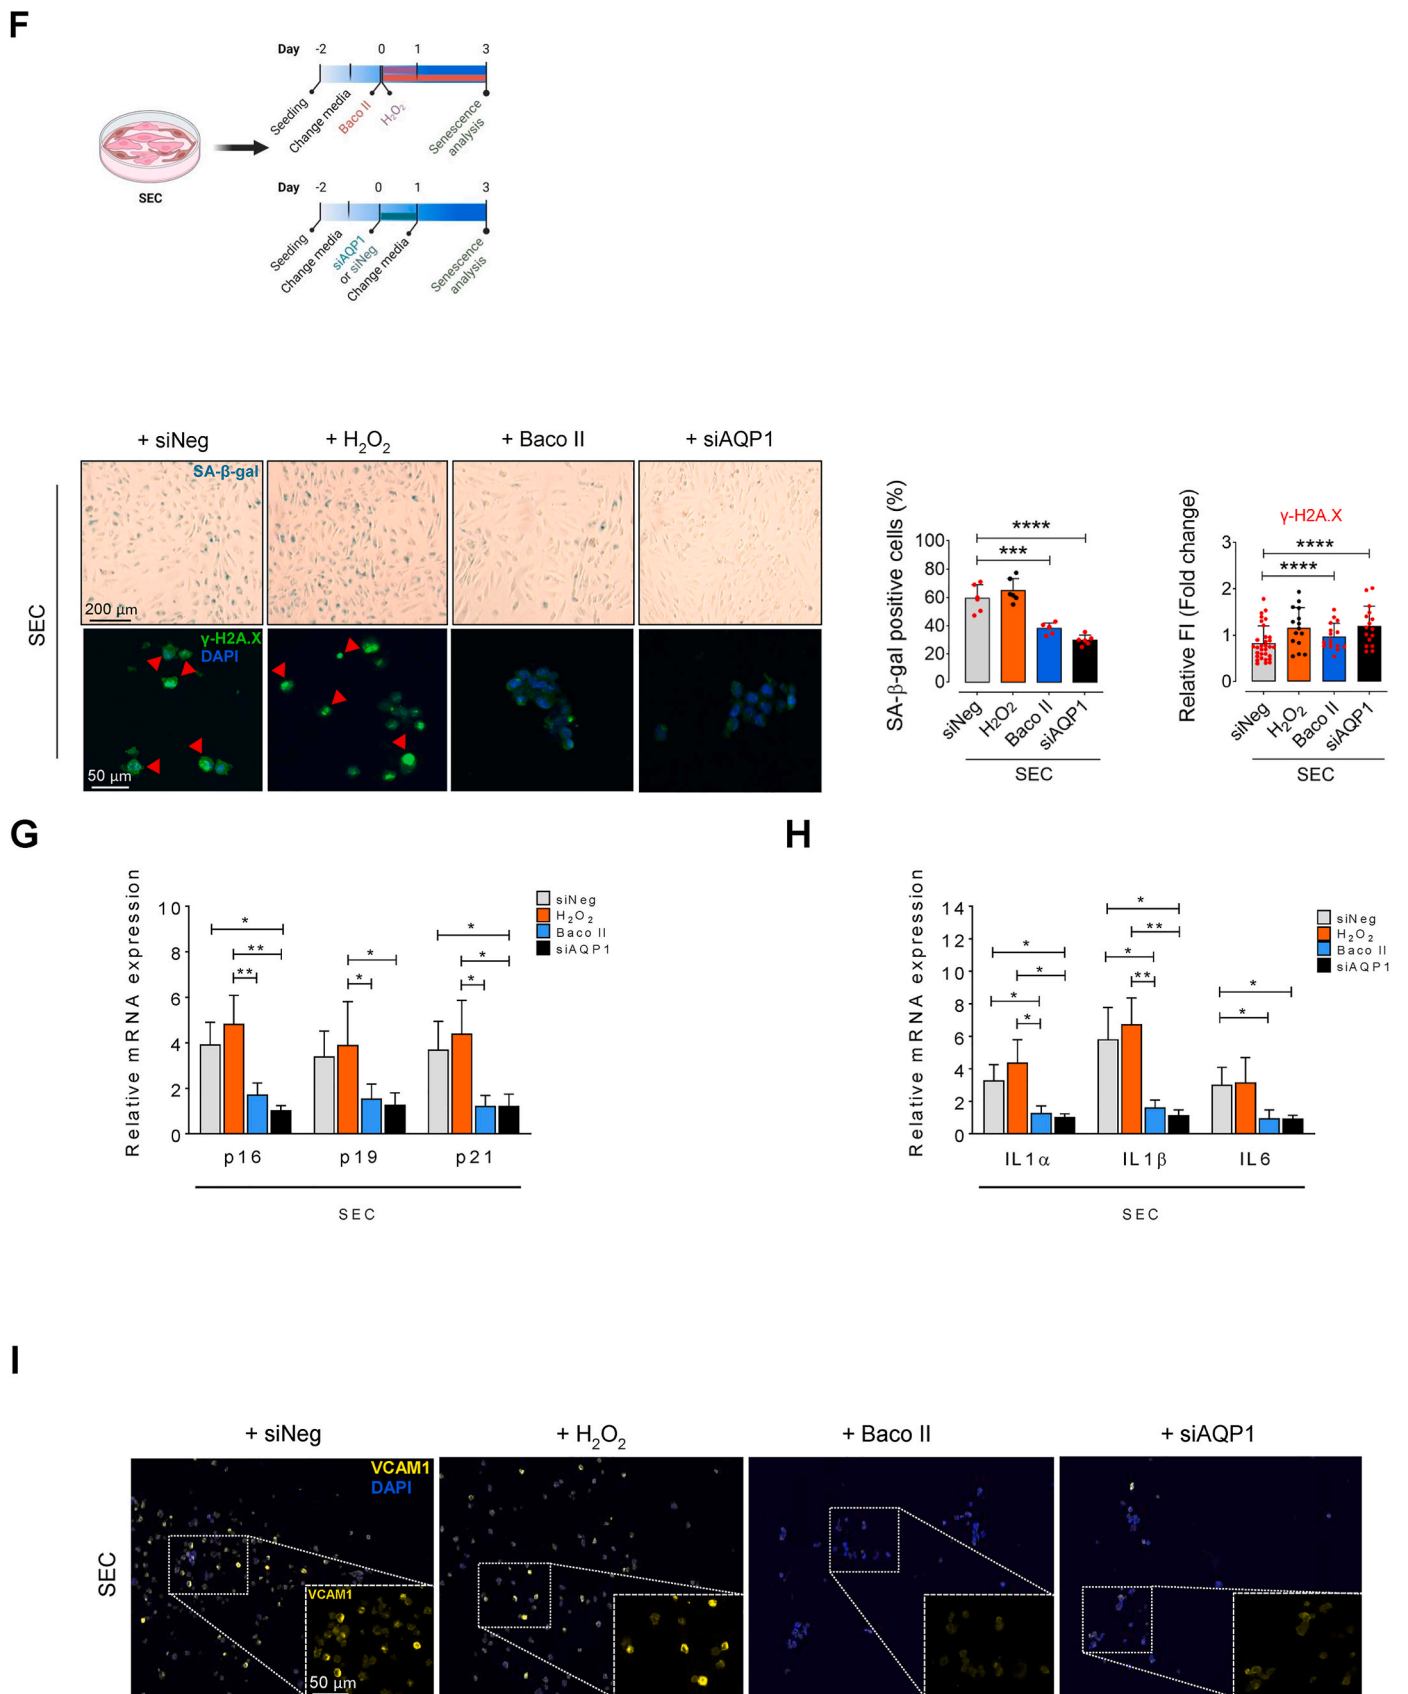 F
Day -2 0 1 3
Seeding
Change media
Baco II
H₂O₂
Senescence
analysis
SEC
Day -2 0 1 3
Seeding
Change media
siAQP1
or siNeg
Change media
Senescence
analysis
+ siNeg + H₂O₂ + Baco II + siAQP1
SEC
SA-β-gal
200 µm
γ-H2A.X
DAPI
50 µm
SA-β-gal positive cells (%)
100
80
60
40
20
0
****
***
siNeg H₂O₂ Baco II siAQP1
SEC
γ-H2A.X
Relative FI (Fold change)
3
2
1
0
****
****
siNeg H₂O₂ Baco II siAQP1
SEC
G
Relative mRNA expression
10
8
6
4
2
0
* ** **
* *
* * *
siNeg
H₂O₂
Baco II
siAQP1
p16 p19 p21
SEC
H
Relative mRNA expression
14
12
10
8
6
4
2
0
* * * *
* ** * **
* *
siNeg
H₂O₂
Baco II
siAQP1
IL1α IL1β IL6
SEC
I
+ siNeg + H₂O₂ + Baco II + siAQP1
SEC
VCAM1
DAPI
VCAM1
50 µm